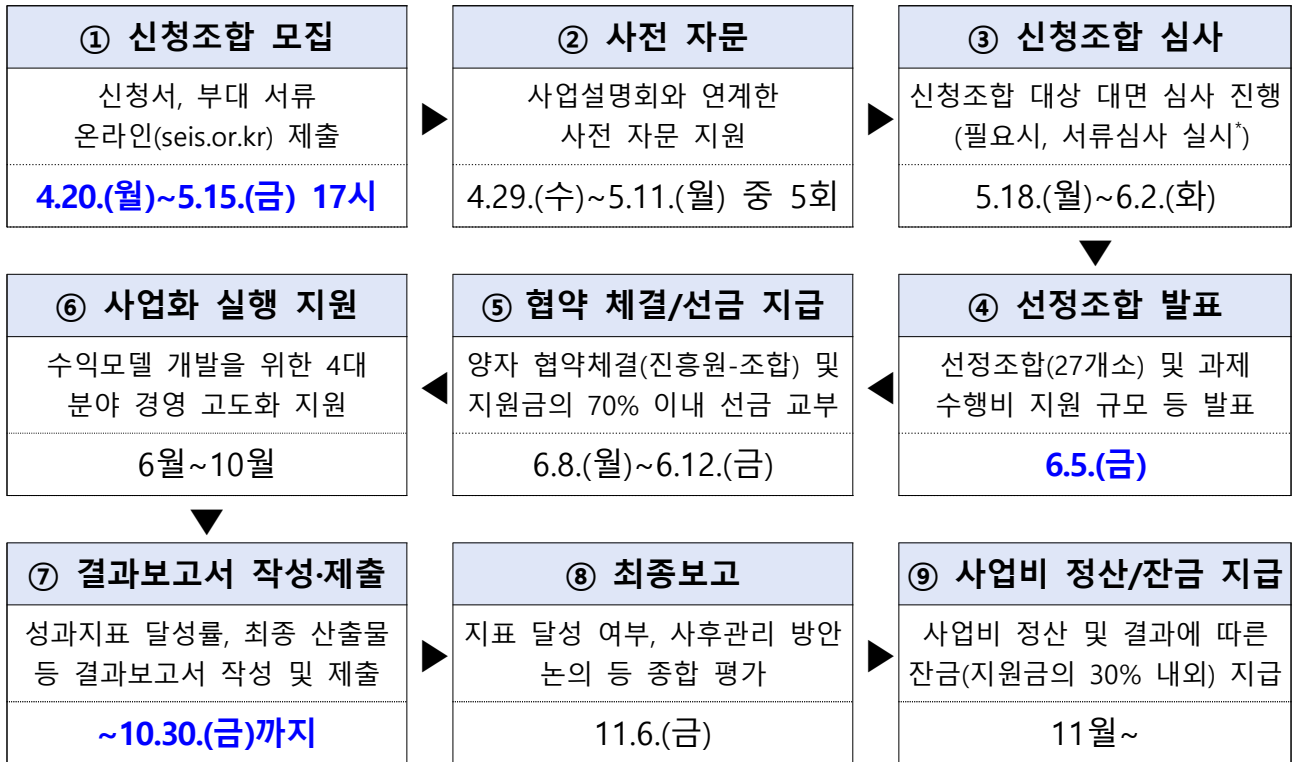 ① 신청조합 모집
신청서, 부대 서류
온라인(seis.or.kr) 제출
4.20.(월)~5.15.(금) 17시
② 사전 자문
사업설명회와 연계한
사전 자문 지원
4.29.(수)~5.11.(월) 중 5회
③ 신청조합 심사
신청조합 대상 대면 심사 진행
(필요시, 서류심사 실시*)
5.18.(월)~6.2.(화)
④ 선정조합 발표
선정조합(27개소) 및 과제
수행비 지원 규모 등 발표
6.5.(금)
⑤ 협약 체결/선금 지급
양자 협약체결(진흥원-조합) 및
지원금의 70% 이내 선금 교부
6.8.(월)~6.12.(금)
⑥ 사업화 실행 지원
수익모델 개발을 위한 4대
분야 경영 고도화 지원
6월~10월
⑦ 결과보고서 작성·제출
성과지표 달성률, 최종 산출물
등 결과보고서 작성 및 제출
~10.30.(금)까지
⑧ 최종보고
지표 달성 여부, 사후관리 방안
논의 등 종합 평가
11.6.(금)
⑨ 사업비 정산/잔금 지급
사업비 정산 및 결과에 따른
잔금(지원금의 30% 내외) 지급
11월~